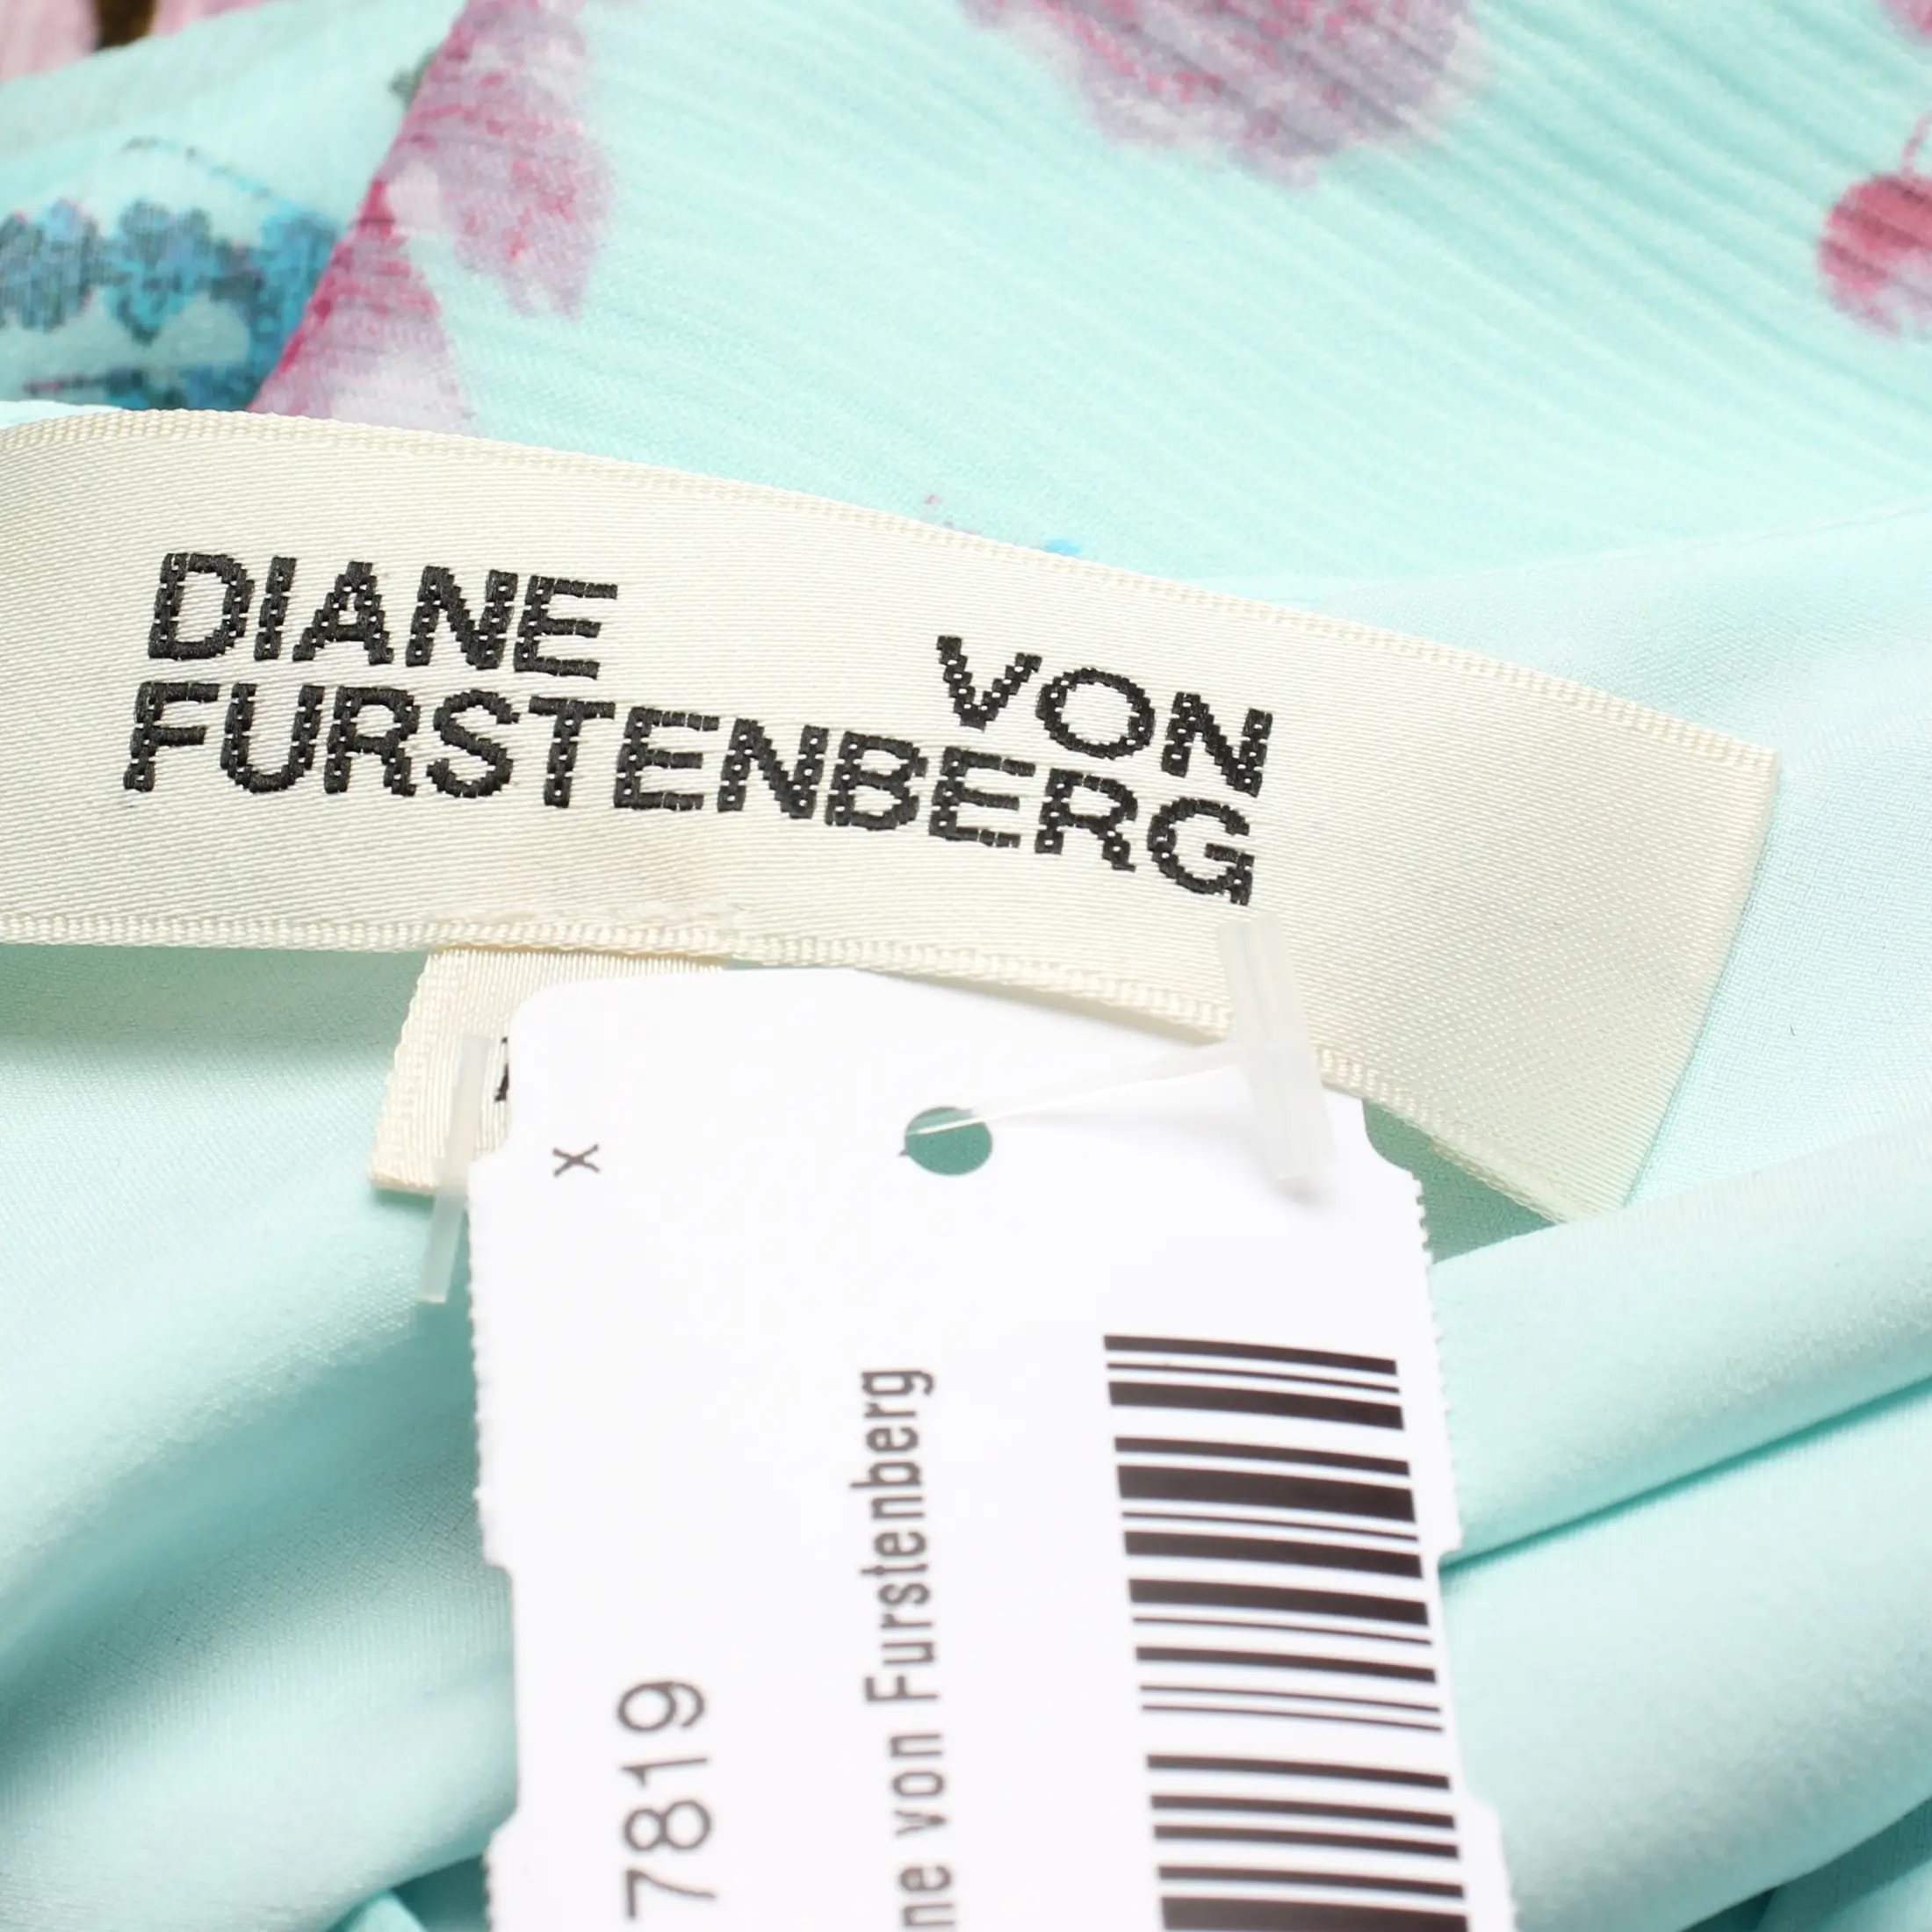 DIANE VON
FURSTENBERG
x
7819
ne von Furstenberg